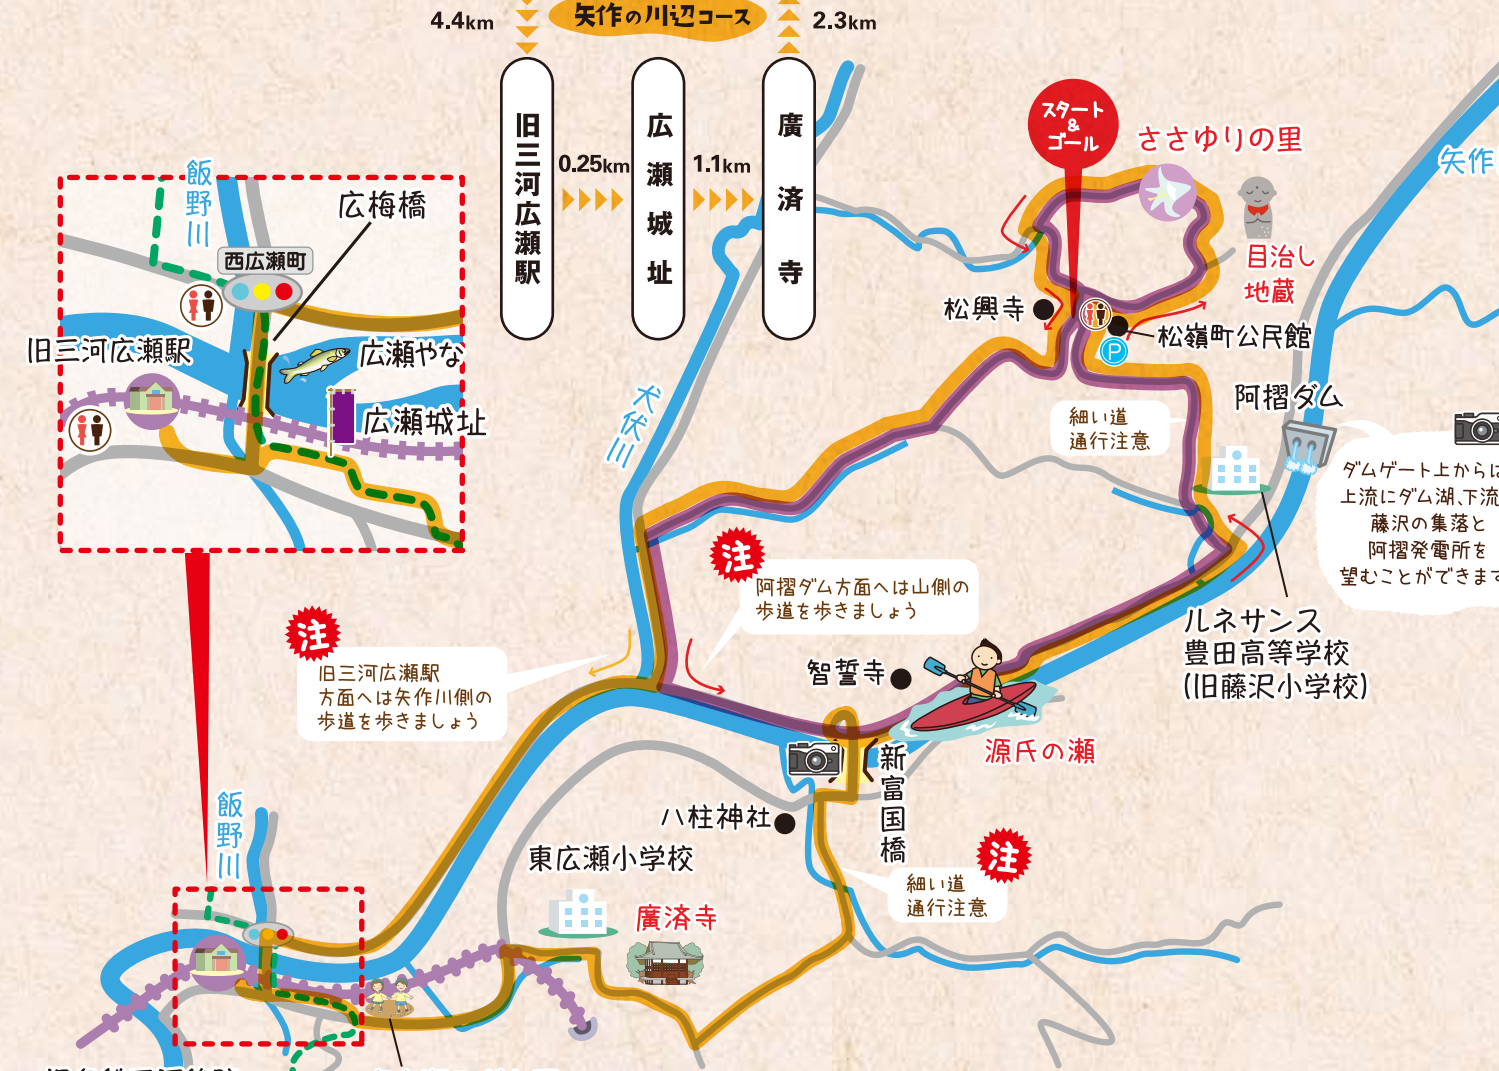 4.4km
矢作の川辺コース
2.3km
旧三河広瀬駅
0.25km
広瀬城址
1.1km
廣済寺
スタート
&
ゴール
ささゆりの里
矢作
飯野川
広梅橋
西広瀬町
旧三河広瀬駅
広瀬やな
広瀬城址
目治し
地蔵
松興寺
松嶺町公民館
P
犬伏川
細い道
通行注意
阿摺ダム
ダムゲート上からは
上流にダム湖、下流
藤沢の集落と
阿摺発電所を
望むことができます
注
阿摺ダム方面へは山側の
歩道を歩きましょう
注
旧三河広瀬駅
方面へは矢作川側の
歩道を歩きましょう
ルネサンス
豊田高等学校
(旧藤沢小学校)
智誓寺
源氏の瀬
新富国橋
八柱神社
飯野川
東広瀬小学校
廣済寺
注
細い道
通行注意